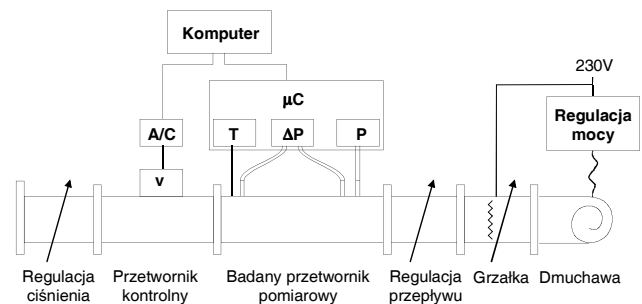 Komputer
230V
µC
A/C
T
ΔP
P
Regulacja
mocy
v
Regulacja
ciśnienia
Przetwornik
kontrolny
Badany przetwornik
pomiarowy
Regulacja
przepływu
Grzałka
Dmuchawa